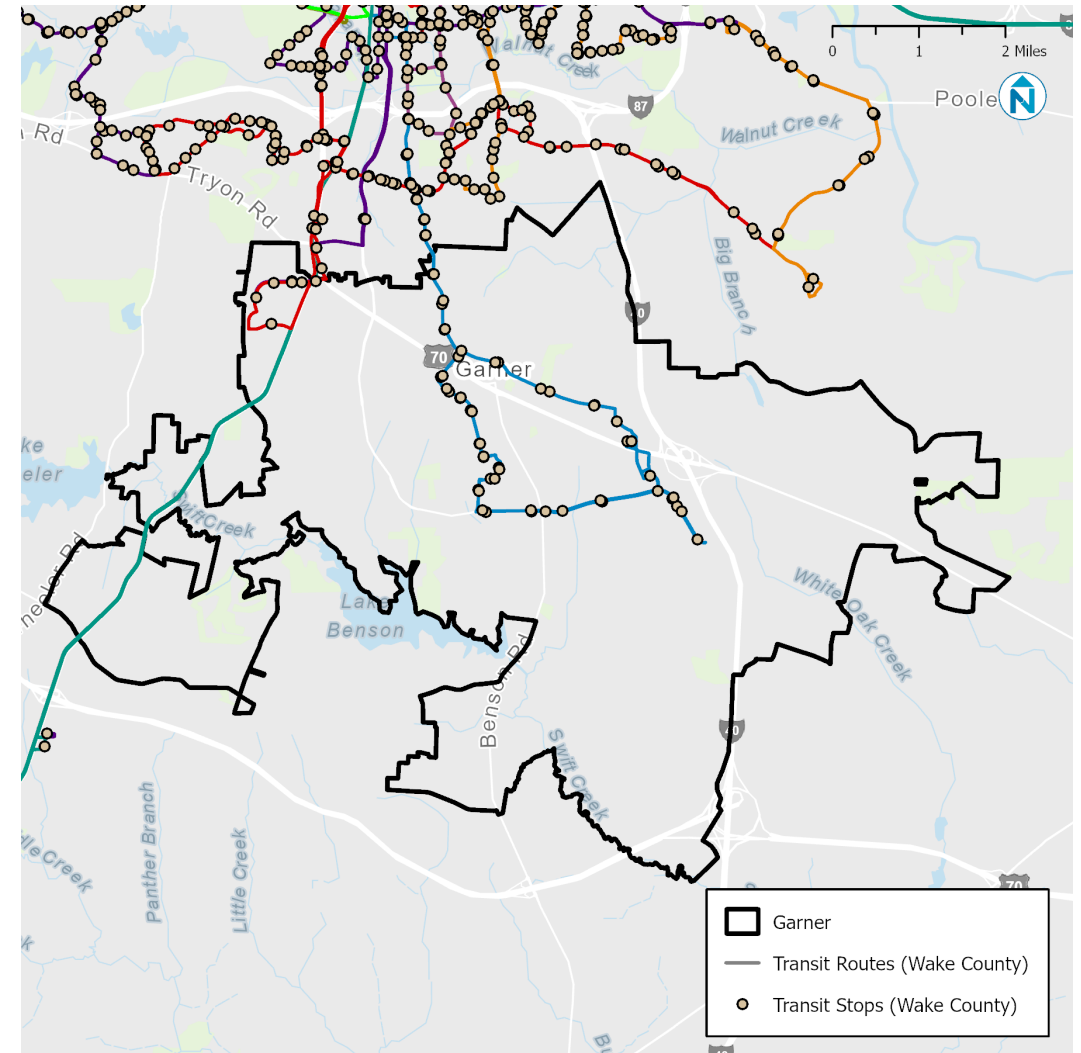 Walnut Creek
0 1 2 Miles
N
87
Poole
Walnut Creek
Rd
Tryon Rd
Big Branch
70
Garner
Swift Creek
Rd
White Oak Creek
Lake
Benson
Benson Rd
40
Swift Creek
Panther Branch
Little Creek
Creek
70
Garner
Transit Routes (Wake County)
Transit Stops (Wake County)